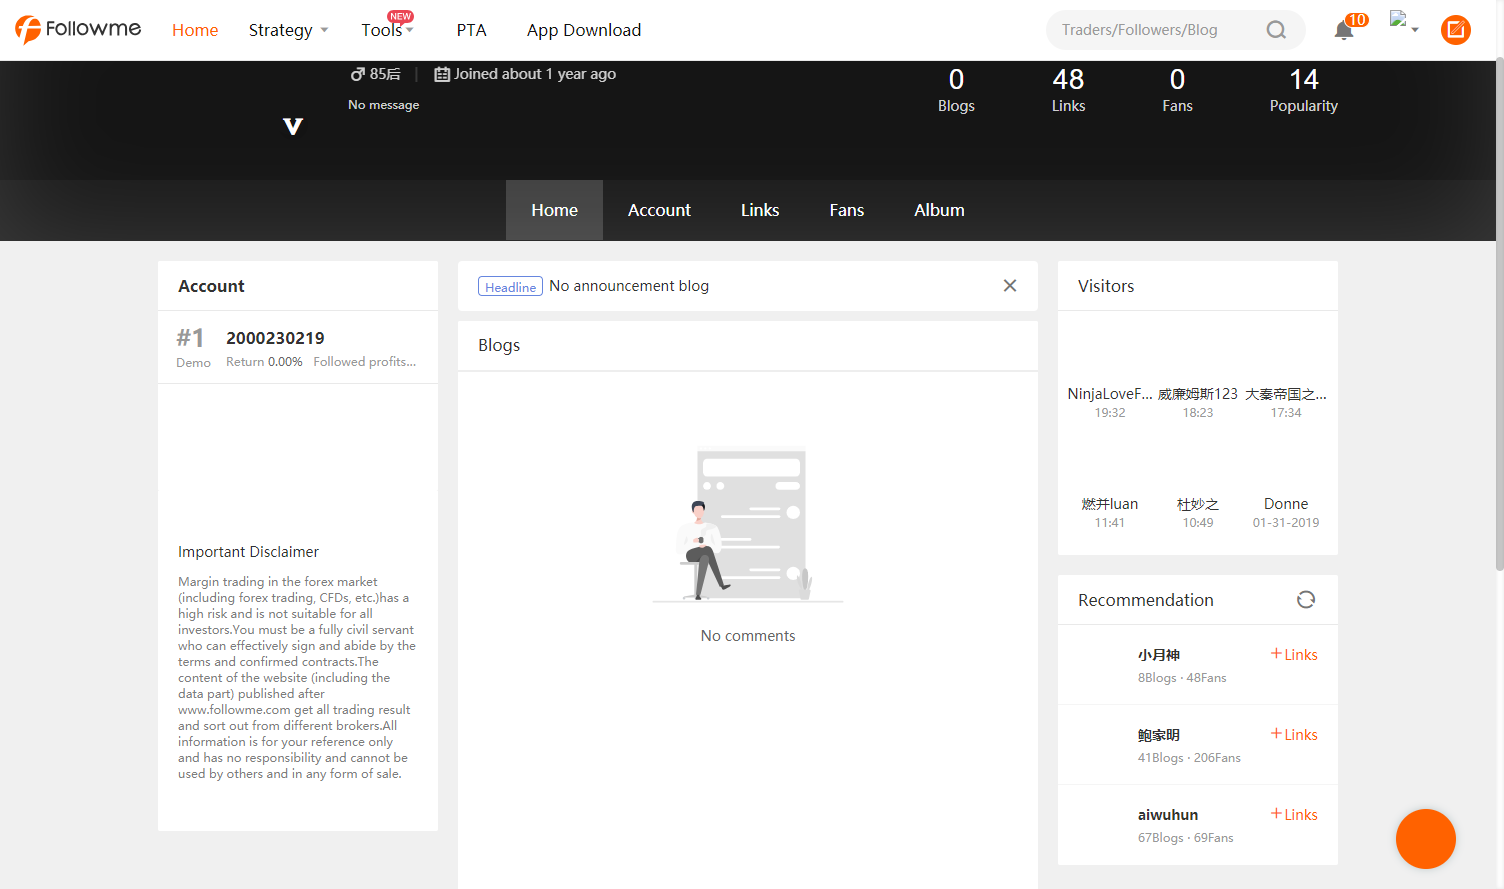 Followme
Home
Strategy
Tools
NEW
PTA
App Download
Traders/Followers/Blog
10
85后
Joined about 1 year ago
No message
V
0
Blogs
48
Links
0
Fans
14
Popularity
Home
Account
Links
Fans
Album
Account
#1
Demo
2000230219
Return 0.00% Followed profits...
Important Disclaimer
Margin trading in the forex market
(including forex trading, CFDs, etc.)has a
high risk and is not suitable for all
investors.You must be a fully civil servant
who can effectively sign and abide by the
terms and confirmed contracts.The
content of the website (including the
data part) published after
www.followme.com get all trading result
and sort out from different brokers.All
information is for your reference only
and has no responsibility and cannot be
used by others and in any form of sale.
Headline No announcement blog
Blogs
No comments
Visitors
NinjaLoveF...
19:32
威廉姆斯123
18:23
大秦帝国之...
17:34
燃并luan
11:41
杜妙之
10:49
Donne
01-31-2019
Recommendation
小月神
8Blogs · 48Fans
+Links
鲍家明
41Blogs · 206Fans
+Links
aiwuhun
67Blogs · 69Fans
+Links